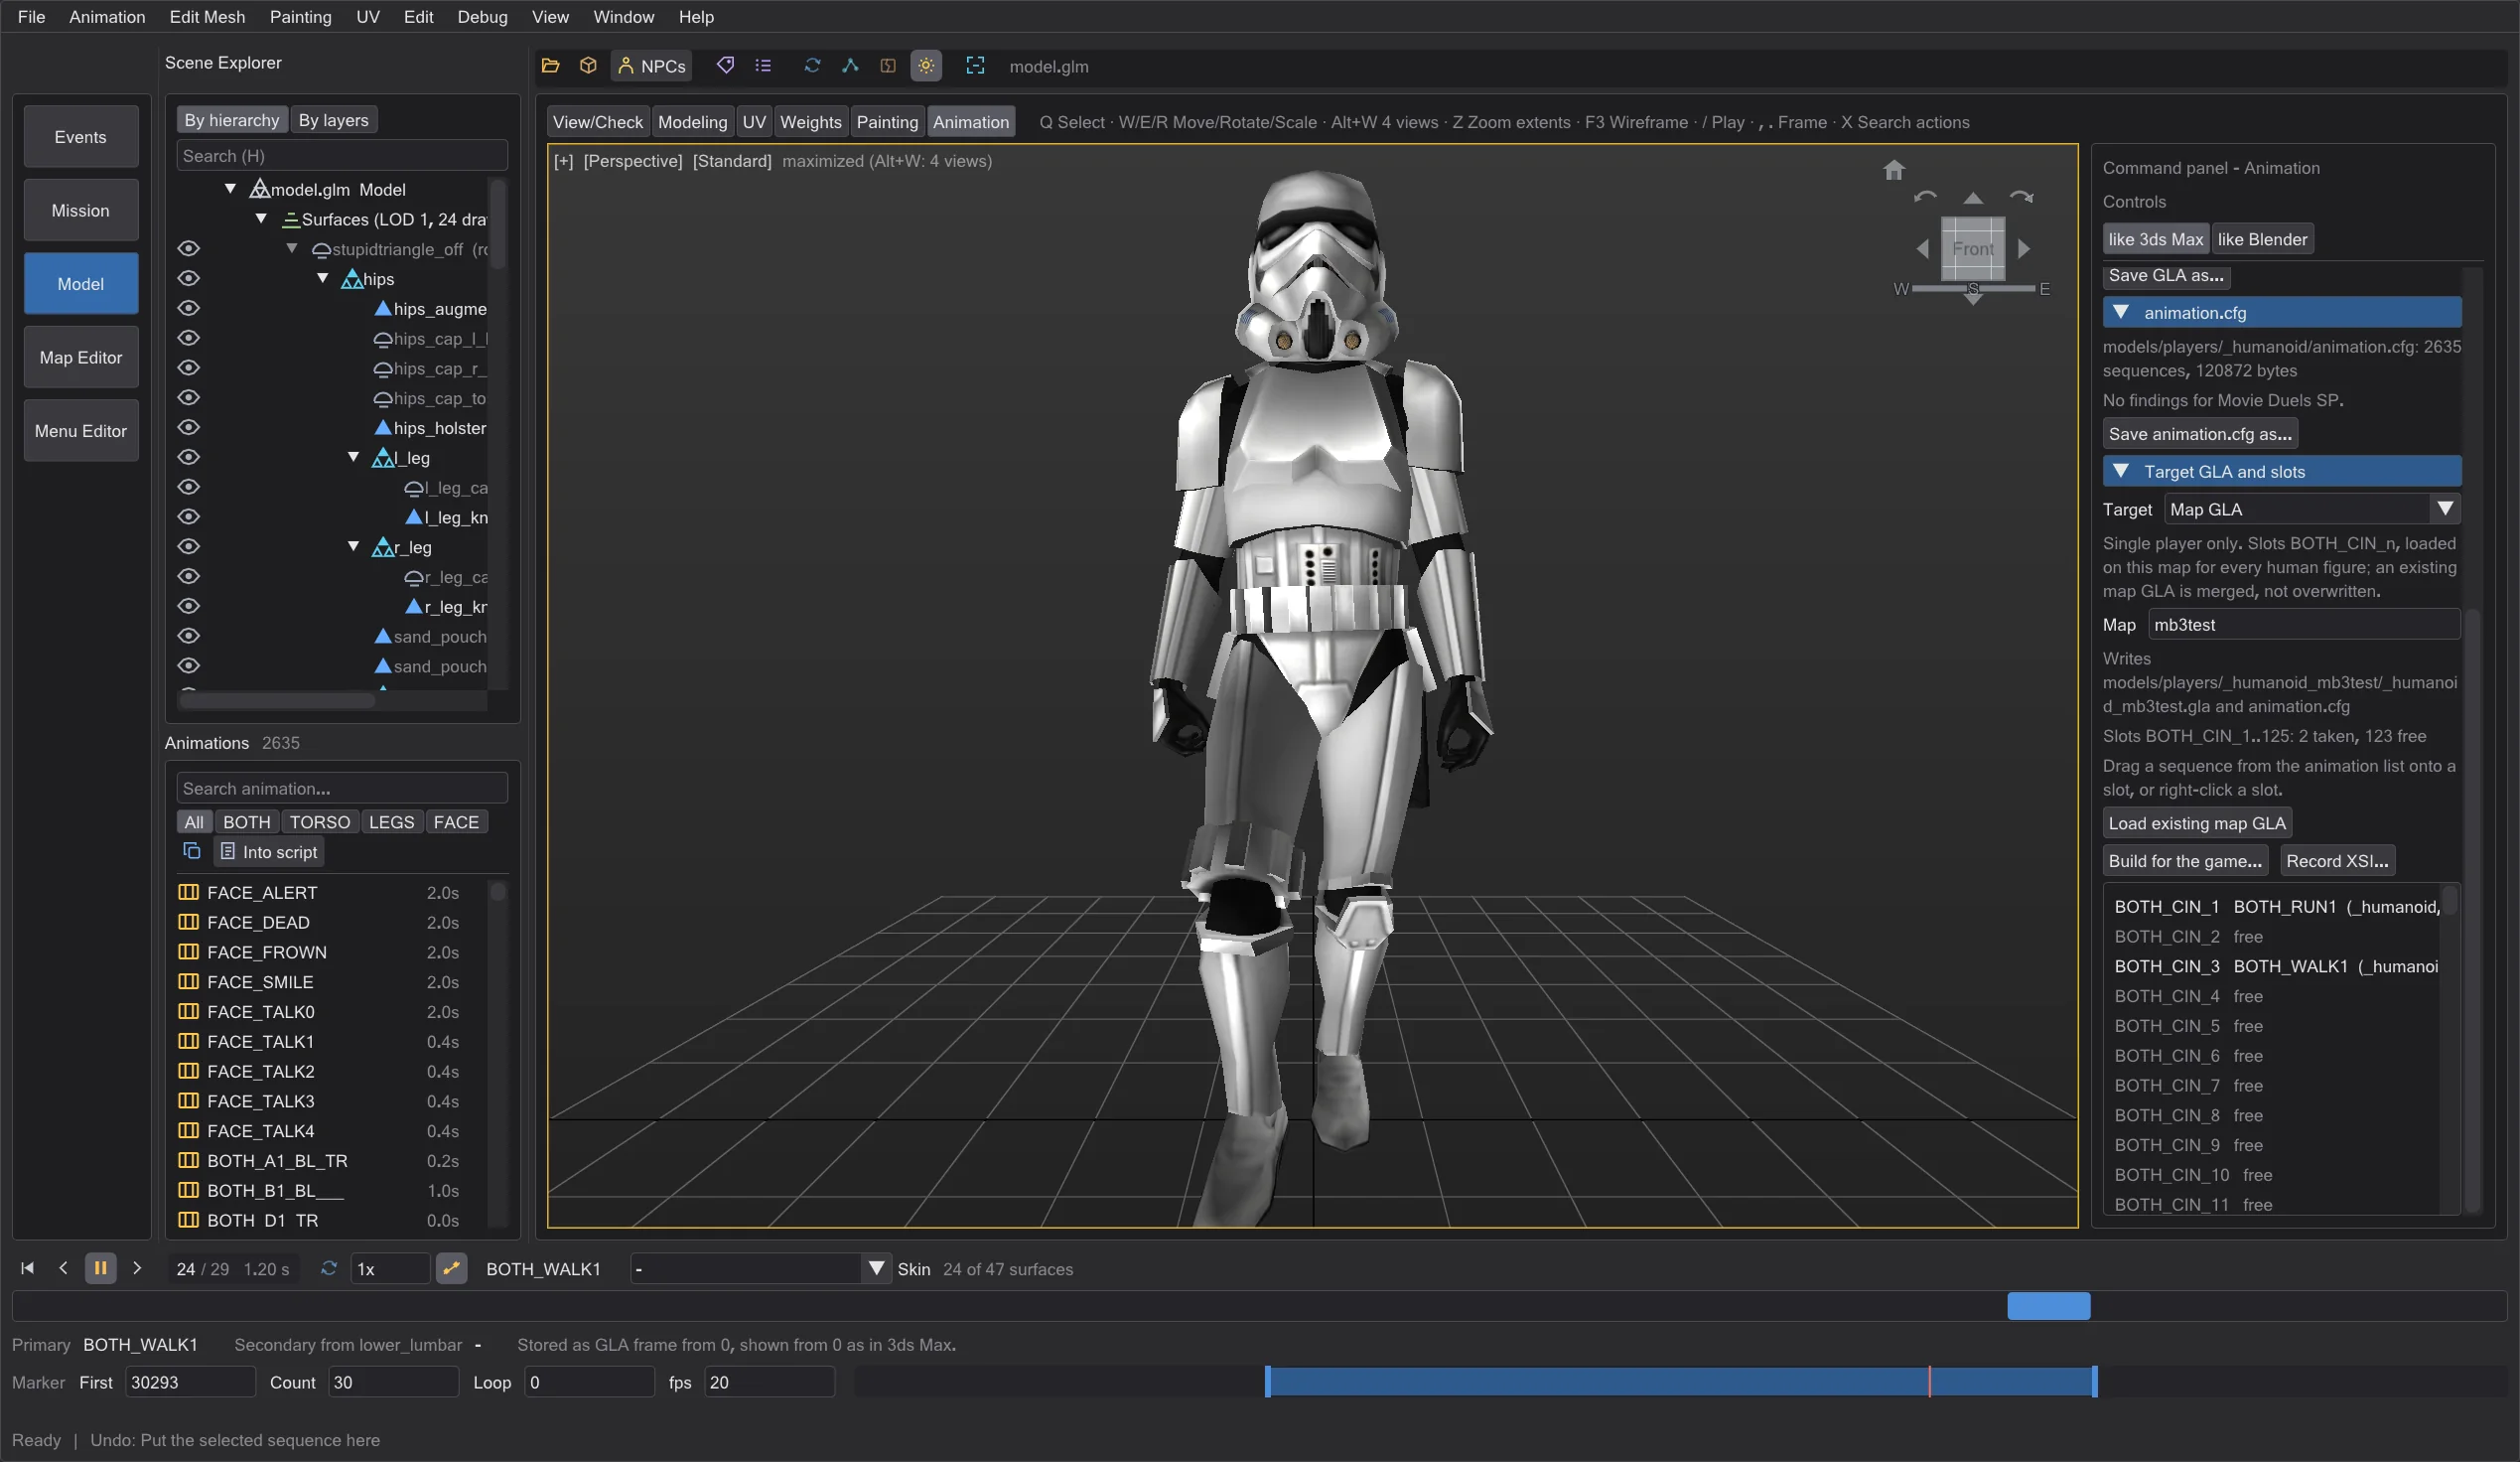 File Animation Edit Mesh Painting UV Edit Debug View Window Help
Scene Explorer
NPCs model.glm
Events
Mission
Model
Map Editor
Menu Editor
By hierarchy By layers
Search (H)
model.glm Model
Surfaces (LOD 1, 24 dra
stupidtriangle_off (ro
hips
hips_augme
hips_cap_l_l
hips_cap_r_
hips_cap_to
hips_holster
l_leg
l_leg_ca
l_leg_kn
r_leg
r_leg_ca
r_leg_kr
sand_pouch
sand_pouch
Animations 2635
Search animation...
All BOTH TORSO LEGS FACE
Into script
FACE_ALERT 2.0s
FACE_DEAD 2.0s
FACE_FROWN 2.0s
FACE_SMILE 2.0s
FACE_TALK0 2.0s
FACE_TALK1 0.4s
FACE_TALK2 0.4s
FACE_TALK3 0.4s
FACE_TALK4 0.4s
BOTH_A1_BL_TR 0.2s
BOTH_B1_BL___ 1.0s
BOTH_D1_TR 0.0s
View/Check Modeling UV Weights Painting Animation Q Select · W/E/R Move/Rotate/Scale · Alt+W 4 views · Z Zoom extents · F3 Wireframe · / Play · , . Frame · X Search actions
[+] [Perspective] [Standard] maximized (Alt+W: 4 views)
Front
W S E
Command panel - Animation
Controls
like 3ds Max like Blender
Save GLA as...
animation.cfg
models/players/_humanoid/animation.cfg: 2635
sequences, 120872 bytes
No findings for Movie Duels SP.
Save animation.cfg as...
Target GLA and slots
Target Map GLA
Single player only. Slots BOTH_CIN_n, loaded
on this map for every human figure; an existing
map GLA is merged, not overwritten.
Map mb3test
Writes
models/players/_humanoid_mb3test/_humanoi
d_mb3test.gla and animation.cfg
Slots BOTH_CIN_1..125: 2 taken, 123 free
Drag a sequence from the animation list onto a
slot, or right-click a slot.
Load existing map GLA
Build for the game... Record XSI...
BOTH_CIN_1 BOTH_RUN1 (_humanoid,
BOTH_CIN_2 free
BOTH_CIN_3 BOTH_WALK1 (_humanoi
BOTH_CIN_4 free
BOTH_CIN_5 free
BOTH_CIN_6 free
BOTH_CIN_7 free
BOTH_CIN_8 free
BOTH_CIN_9 free
BOTH_CIN_10 free
BOTH_CIN_11 free
24 / 29 1.20 s 1x BOTH_WALK1 - Skin 24 of 47 surfaces
Primary BOTH_WALK1 Secondary from lower_lumbar - Stored as GLA frame from 0, shown from 0 as in 3ds Max.
Marker First 30293 Count 30 Loop 0 fps 20
Ready | Undo: Put the selected sequence here